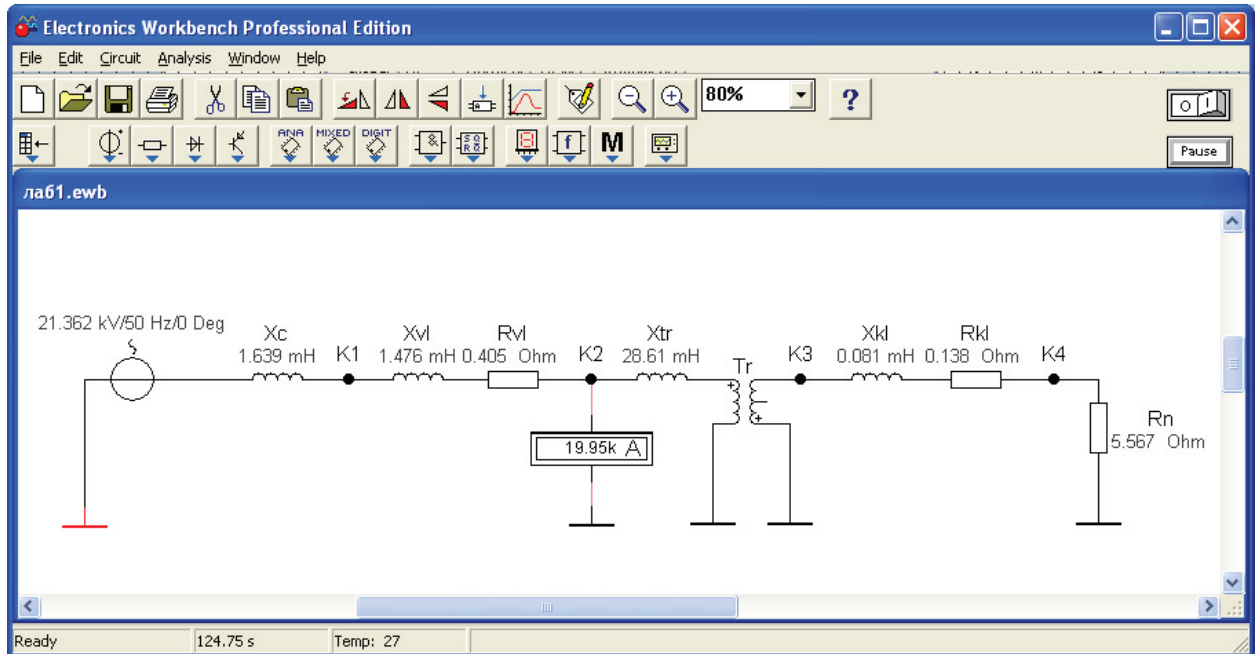 Electronics Workbench Professional Edition
File Edit Circuit Analysis Window Help
80%
?
O I
ANA MIXED DIGIT
&
S Q
R Q
f M
Pause
лаб1.ewb
21.362 kV/50 Hz/0 Deg
Xc
1.639 mH
K1
Xvl
1.476 mH
Rvl
0.405 Ohm
K2
Xtr
28.61 mH
Tr
K3
Xkl
0.081 mH
Rkl
0.138 Ohm
K4
19.95k A
Rn
5.567 Ohm
Ready 124.75 s Temp: 27